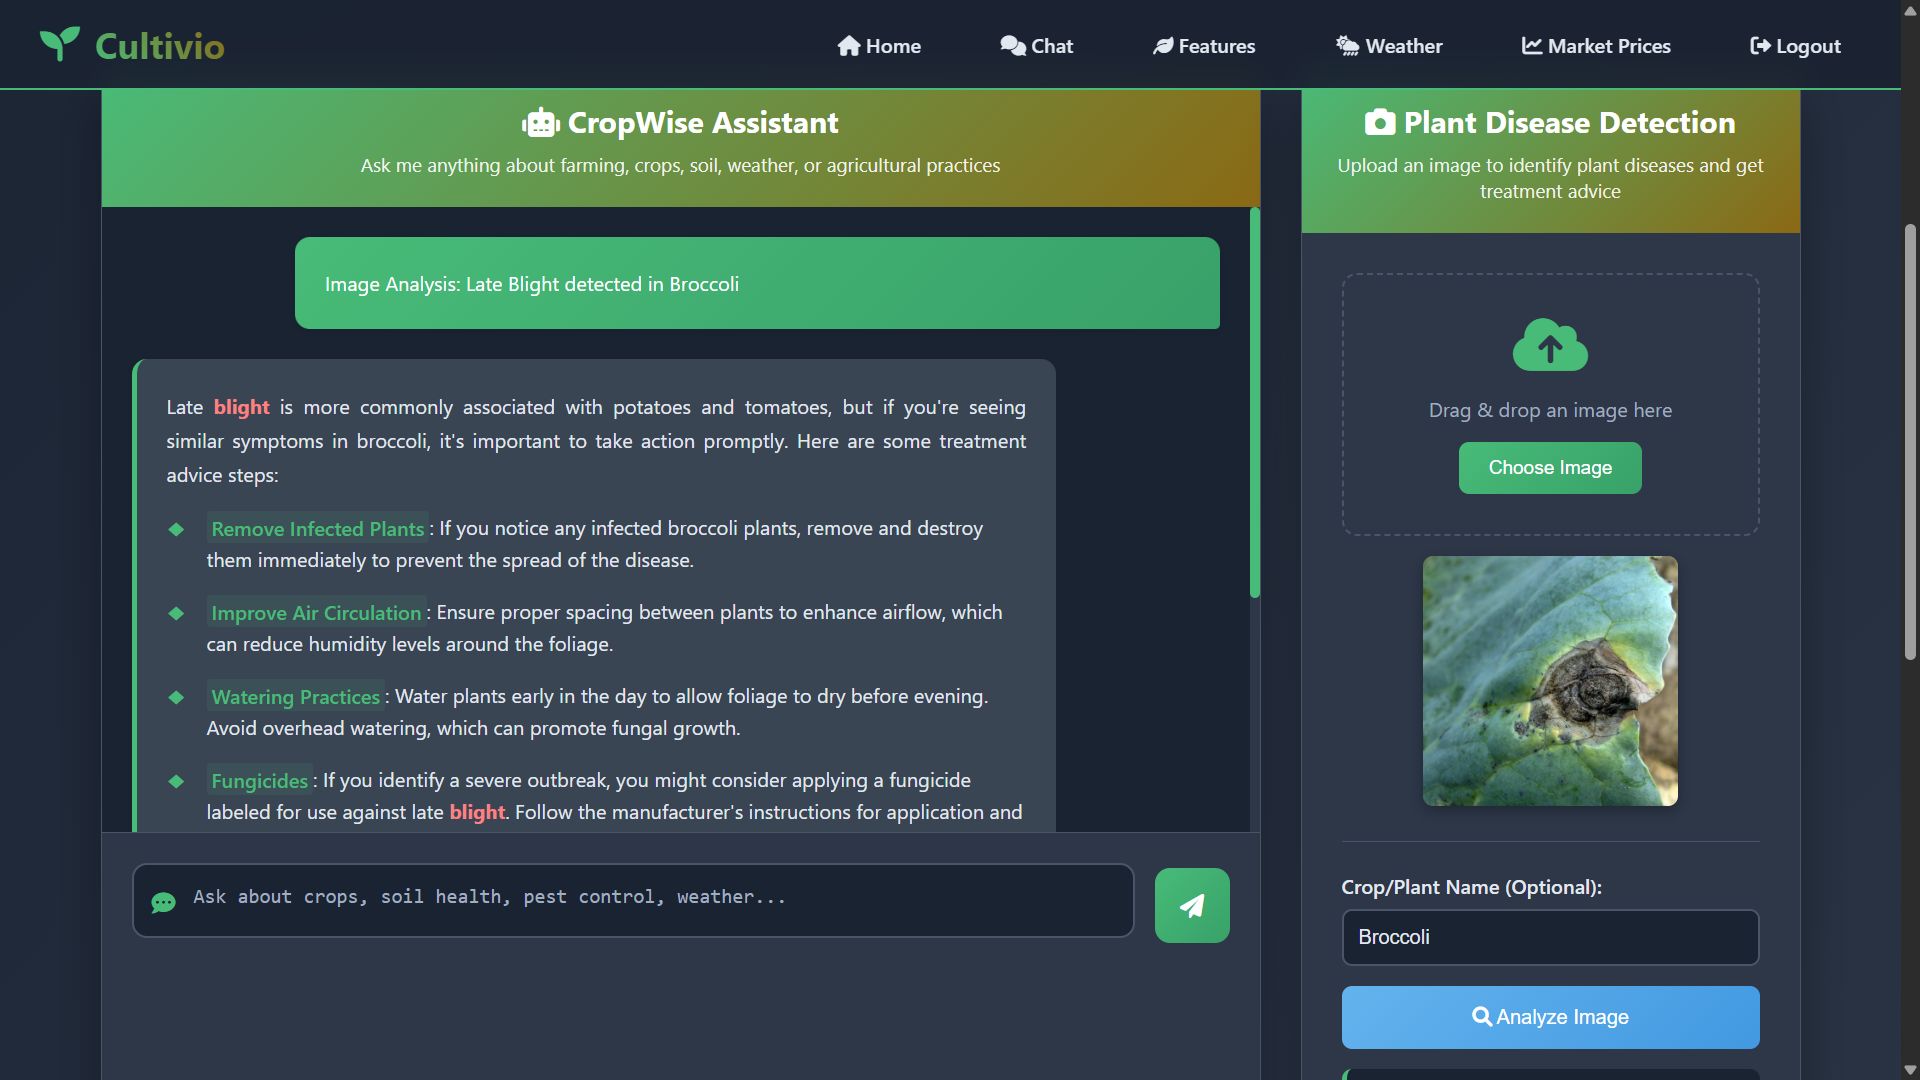 Cultivio
Home
Chat
Features
Weather
Market Prices
Logout
CropWise Assistant
Ask me anything about farming, crops, soil, weather, or agricultural practices
Image Analysis: Late Blight detected in Broccoli
Late blight is more commonly associated with potatoes and tomatoes, but if you're seeing
similar symptoms in broccoli, it's important to take action promptly. Here are some treatment
advice steps:
Remove Infected Plants: If you notice any infected broccoli plants, remove and destroy
them immediately to prevent the spread of the disease.
Improve Air Circulation: Ensure proper spacing between plants to enhance airflow, which
can reduce humidity levels around the foliage.
Watering Practices: Water plants early in the day to allow foliage to dry before evening.
Avoid overhead watering, which can promote fungal growth.
Fungicides: If you identify a severe outbreak, you might consider applying a fungicide
labeled for use against late blight. Follow the manufacturer's instructions for application and
Ask about crops, soil health, pest control, weather...
Plant Disease Detection
Upload an image to identify plant diseases and get
treatment advice
Drag & drop an image here
Choose Image
Crop/Plant Name (Optional):
Broccoli
Analyze Image